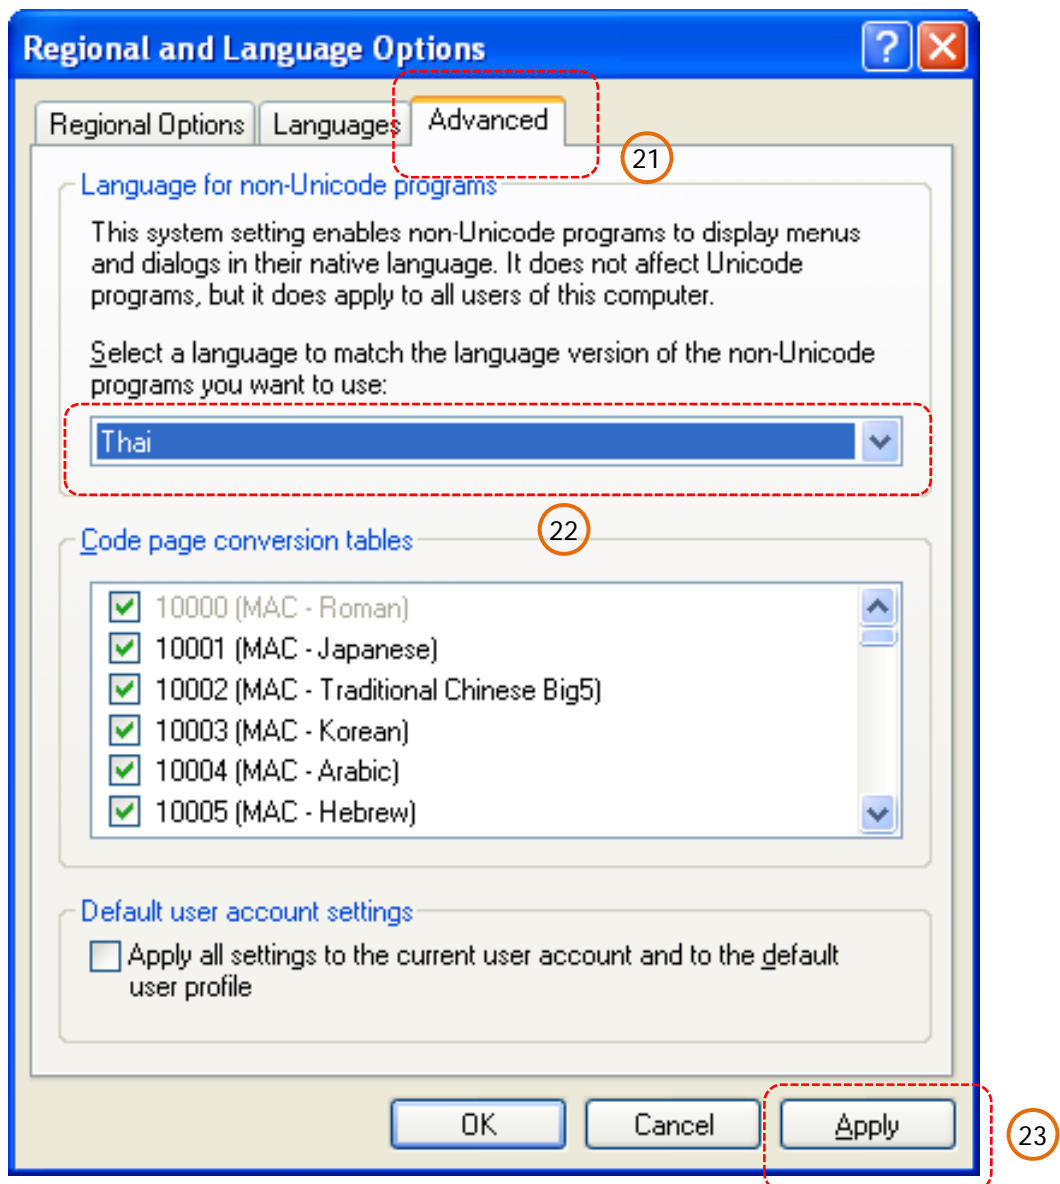 Regional and Language Options
Regional Options Languages Advanced
21
Language for non-Unicode programs
This system setting enables non-Unicode programs to display menus
and dialogs in their native language. It does not affect Unicode
programs, but it does apply to all users of this computer.
Select a language to match the language version of the non-Unicode
programs you want to use:
Thai
22
Code page conversion tables
10000 (MAC - Roman)
10001 (MAC - Japanese)
10002 (MAC - Traditional Chinese Big5)
10003 (MAC - Korean)
10004 (MAC - Arabic)
10005 (MAC - Hebrew)
Default user account settings
Apply all settings to the current user account and to the default
user profile
OK Cancel Apply
23